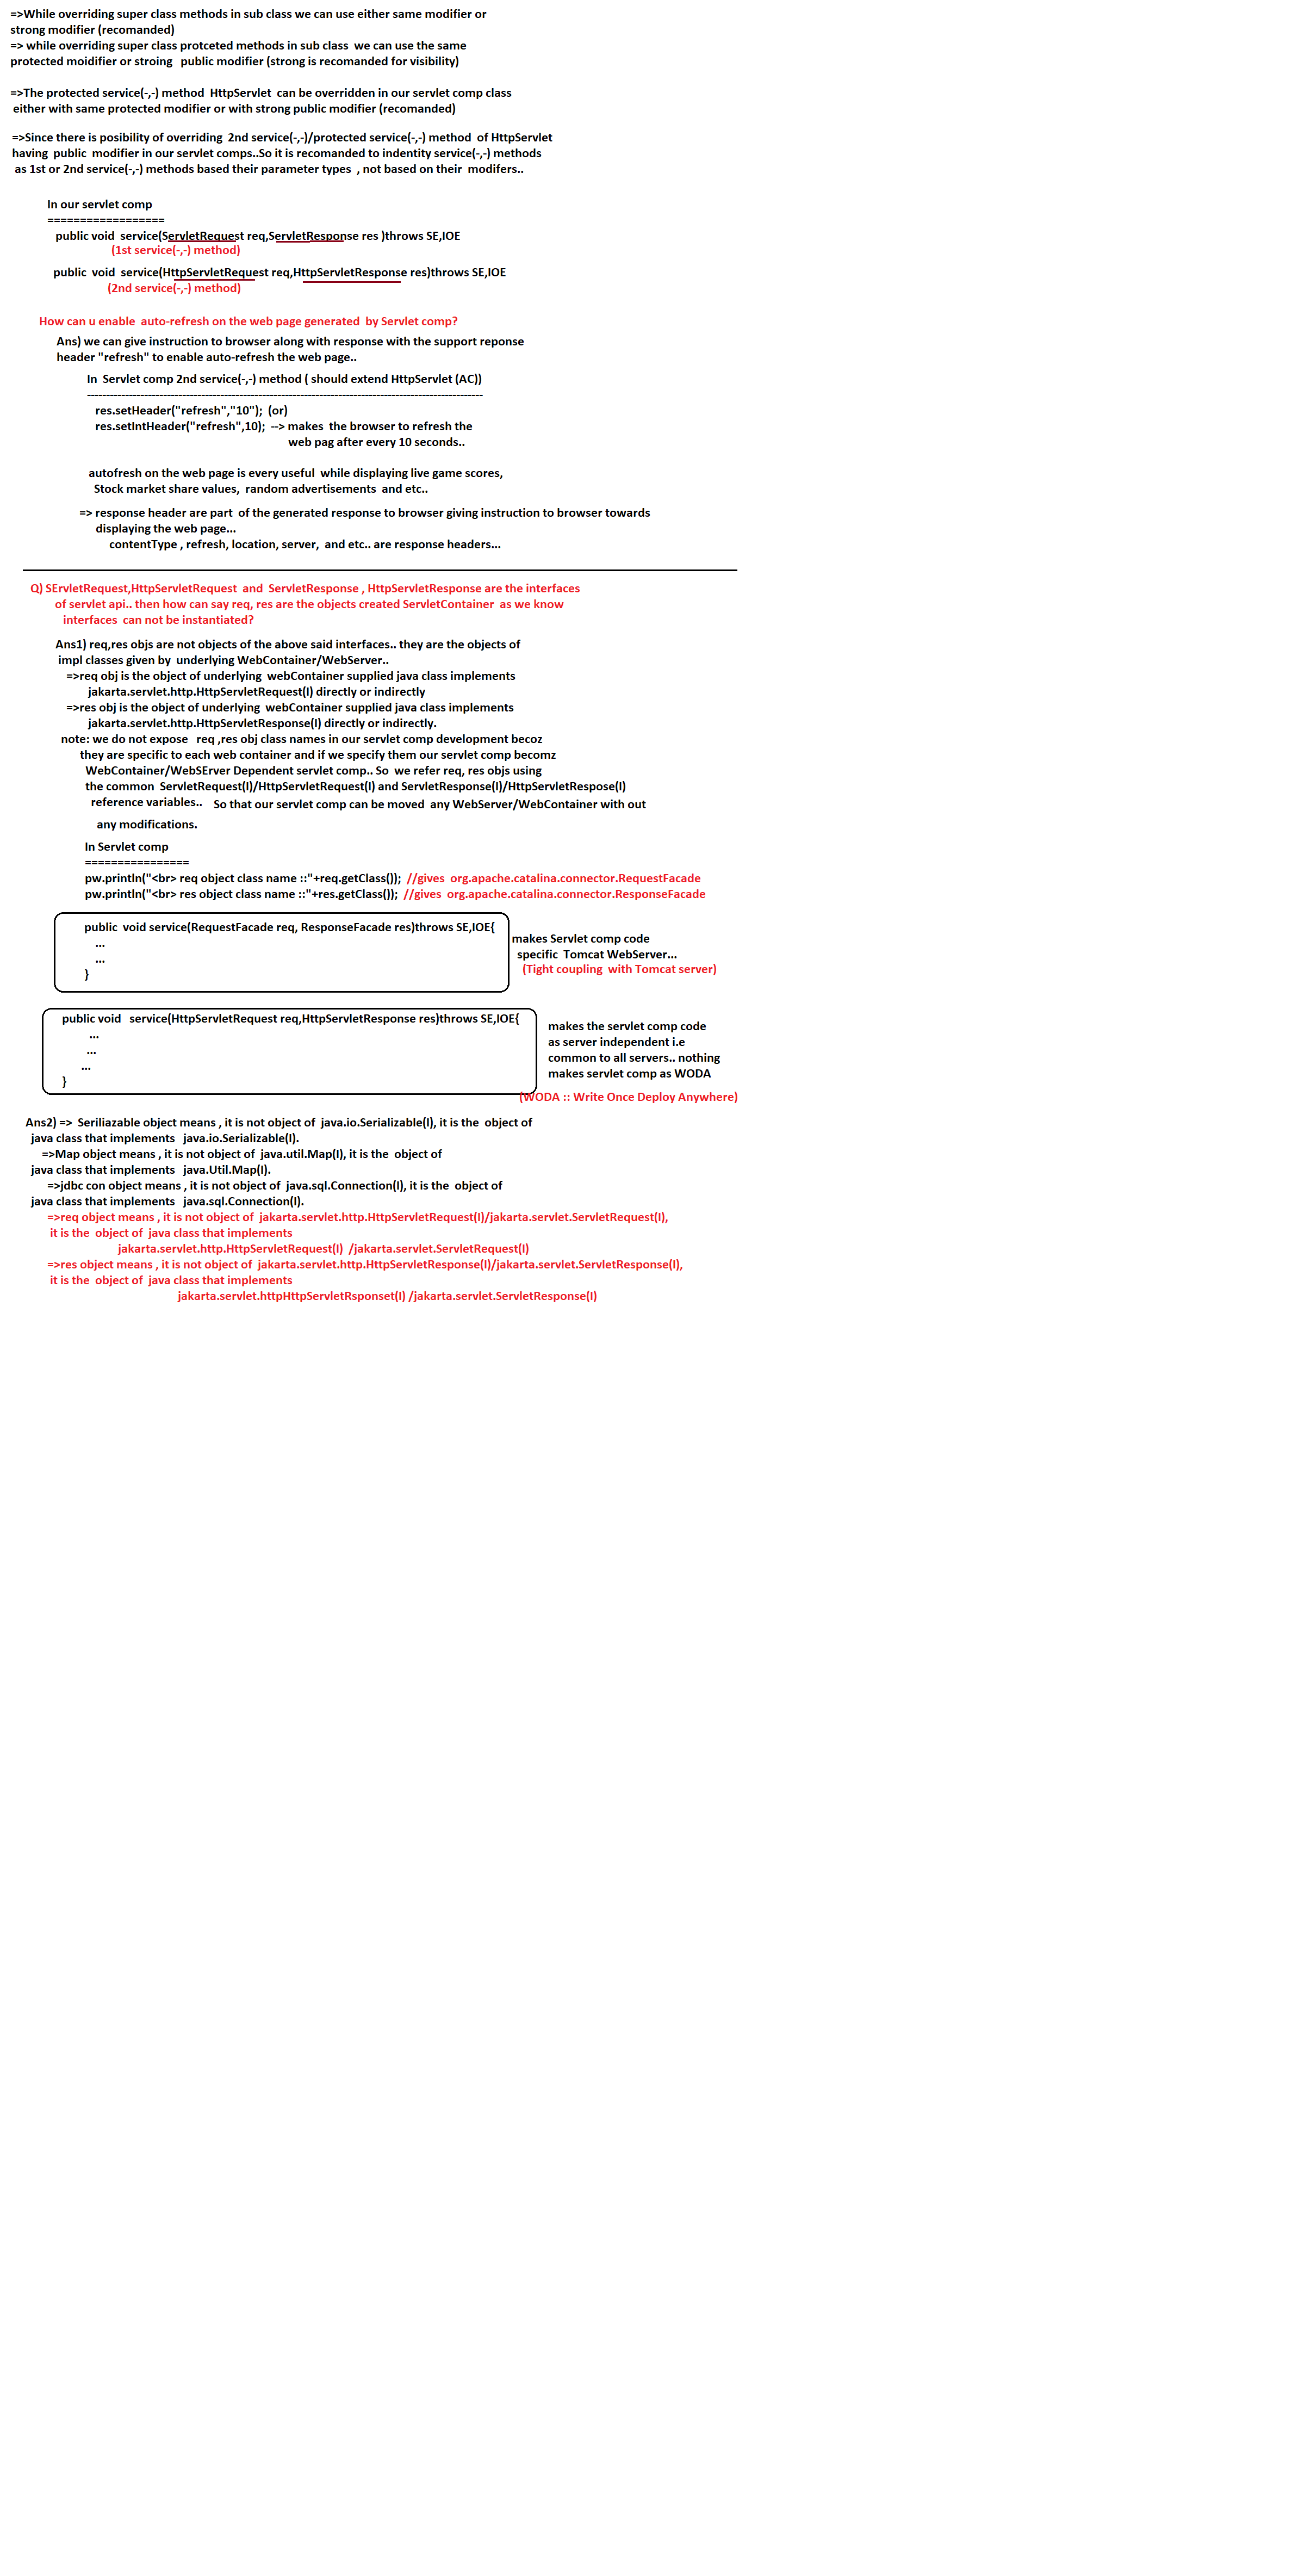 =>While overriding super class methods in sub class we can use either same modifier or
strong modifier (recomanded)
=> while overriding super class protceted methods in sub class we can use the same
protected moidifier or stroing public modifier (strong is recomanded for visibility)
=>The protected service(-,-) method HttpServlet can be overridden in our servlet comp class
either with same protected modifier or with strong public modifier (recomanded)
=>Since there is posibility of overriding 2nd service(-,-)/protected service(-,-) method of HttpServlet
having public modifier in our servlet comps..So it is recomanded to indentity service(-,-) methods
as 1st or 2nd service(-,-) methods based their parameter types , not based on their modifers..
In our servlet comp
==================
public void service(ServletRequest req,ServletResponse res )throws SE,IOE
(1st service(-,-) method)
public void service(HttpServletRequest req,HttpServletResponse res)throws SE,IOE
(2nd service(-,-) method)
How can u enable auto-refresh on the web page generated by Servlet comp?
Ans) we can give instruction to browser along with response with the support reponse
header "refresh" to enable auto-refresh the web page..
In Servlet comp 2nd service(-,-) method ( should extend HttpServlet (AC))
--------------------------------------------------------------------------------------------------------
res.setHeader("refresh","10"); (or)
res.setIntHeader("refresh",10); --> makes the browser to refresh the
web pag after every 10 seconds..
autofresh on the web page is every useful while displaying live game scores,
Stock market share values, random advertisements and etc..
=> response header are part of the generated response to browser giving instruction to browser towards
displaying the web page...
contentType , refresh, location, server, and etc.. are response headers...
Q) SErvletRequest,HttpServletRequest and ServletResponse , HttpServletResponse are the interfaces
of servlet api.. then how can say req, res are the objects created ServletContainer as we know
interfaces can not be instantiated?
Ans1) req,res objs are not objects of the above said interfaces.. they are the objects of
impl classes given by underlying WebContainer/WebServer..
=>req obj is the object of underlying webContainer supplied java class implements
jakarta.servlet.http.HttpServletRequest(I) directly or indirectly
=>res obj is the object of underlying webContainer supplied java class implements
jakarta.servlet.http.HttpServletResponse(I) directly or indirectly.
note: we do not expose req ,res obj class names in our servlet comp development becoz
they are specific to each web container and if we specify them our servlet comp becomz
WebContainer/WebSErver Dependent servlet comp.. So we refer req, res objs using
the common ServletRequest(I)/HttpServletRequest(I) and ServletResponse(I)/HttpServletRespose(I)
reference variables.. So that our servlet comp can be moved any WebServer/WebContainer with out
any modifications.
In Servlet comp
================
pw.println("<br> req object class name ::"+req.getClass()); //gives org.apache.catalina.connector.RequestFacade
pw.println("<br> res object class name ::"+res.getClass()); //gives org.apache.catalina.connector.ResponseFacade
public void service(RequestFacade req, ResponseFacade res)throws SE,IOE{
...
...
}
makes Servlet comp code
specific Tomcat WebServer...
(Tight coupling with Tomcat server)
public void service(HttpServletRequest req,HttpServletResponse res)throws SE,IOE{
...
...
...
}
makes the servlet comp code
as server independent i.e
common to all servers.. nothing
makes servlet comp as WODA
(WODA :: Write Once Deploy Anywhere)
Ans2) => Seriliazable object means , it is not object of java.io.Serializable(I), it is the object of
java class that implements java.io.Serializable(I).
=>Map object means , it is not object of java.util.Map(I), it is the object of
java class that implements java.Util.Map(I).
=>jdbc con object means , it is not object of java.sql.Connection(I), it is the object of
java class that implements java.sql.Connection(I).
=>req object means , it is not object of jakarta.servlet.http.HttpServletRequest(I)/jakarta.servlet.ServletRequest(I),
it is the object of java class that implements
jakarta.servlet.http.HttpServletRequest(I) /jakarta.servlet.ServletRequest(I)
=>res object means , it is not object of jakarta.servlet.http.HttpServletResponse(I)/jakarta.servlet.ServletResponse(I),
it is the object of java class that implements
jakarta.servlet.httpHttpServletRsponset(I) /jakarta.servlet.ServletResponse(I)